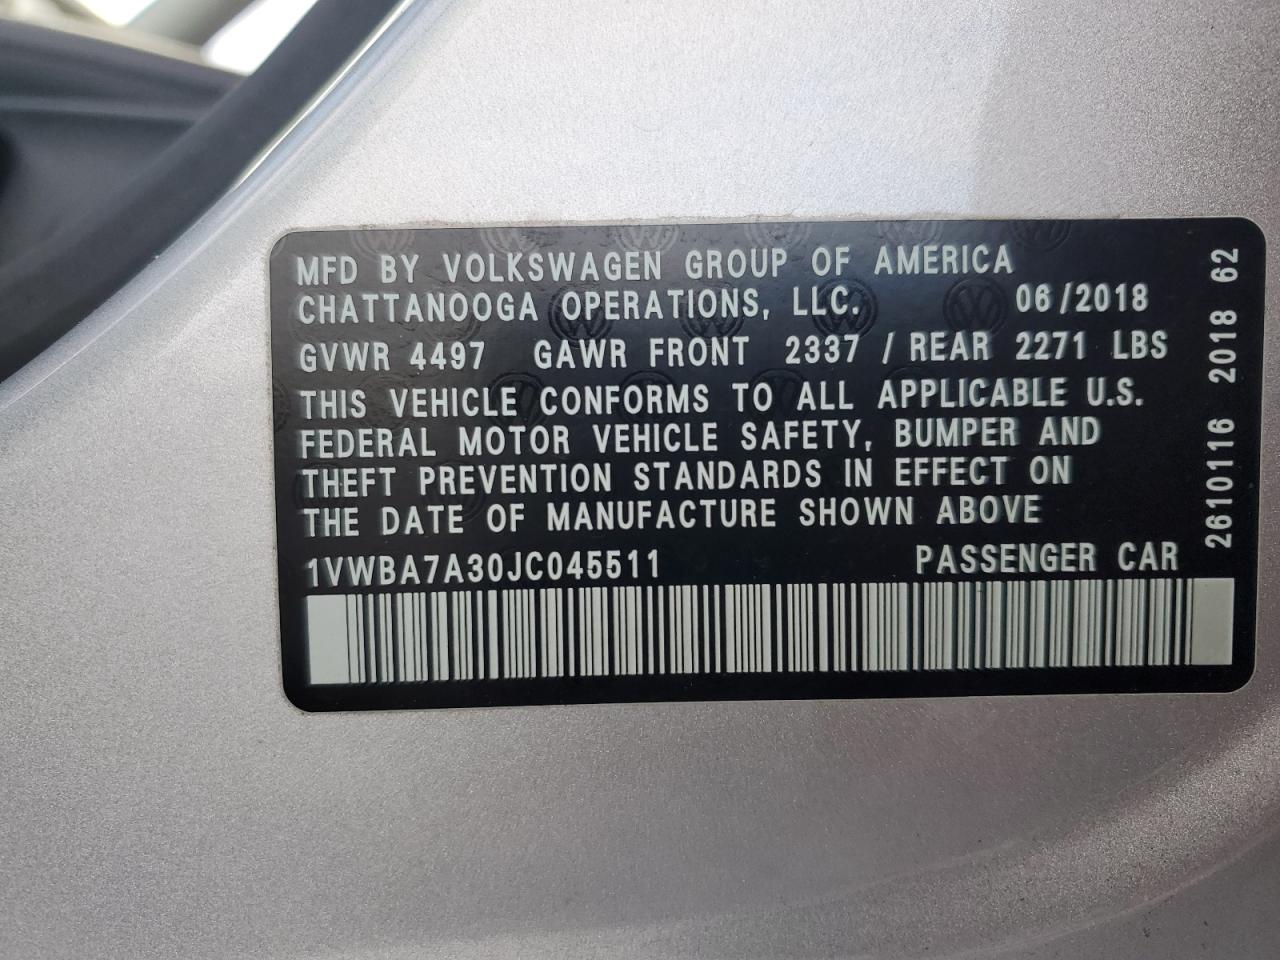 MFD BY VOLKSWAGEN GROUP OF AMERICA
CHATTANOOGA OPERATIONS, LLC. 06/2018
GVWR 4497 GAWR FRONT 2337 / REAR 2271 LBS
THIS VEHICLE CONFORMS TO ALL APPLICABLE U.S.
FEDERAL MOTOR VEHICLE SAFETY, BUMPER AND
THEFT PREVENTION STANDARDS IN EFFECT ON
THE DATE OF MANUFACTURE SHOWN ABOVE
1VWBA7A30JC045511 PASSENGER CAR
2610116 2018 62